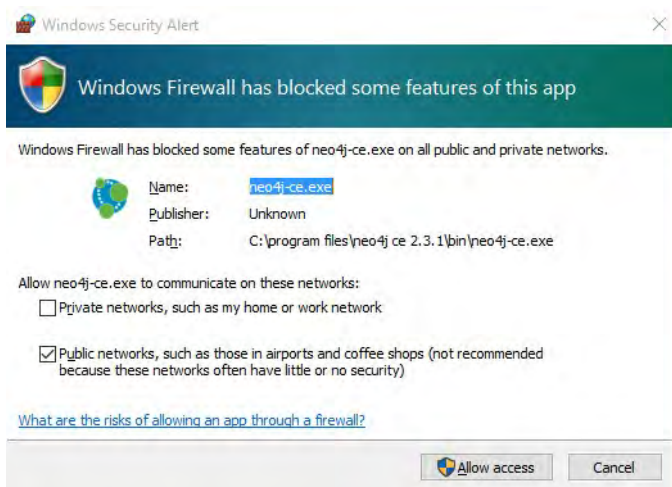 Windows Security Alert
Windows Firewall has blocked some features of this app
Windows Firewall has blocked some features of neo4j-ce.exe on all public and private networks.
Name: neo4j-ce.exe
Publisher: Unknown
Path: C:\program files\neo4j ce 2.3.1\bin\neo4j-ce.exe
Allow neo4j-ce.exe to communicate on these networks:
Private networks, such as my home or work network
Public networks, such as those in airports and coffee shops (not recommended
because these networks often have little or no security)
What are the risks of allowing an app through a firewall?
Allow access Cancel